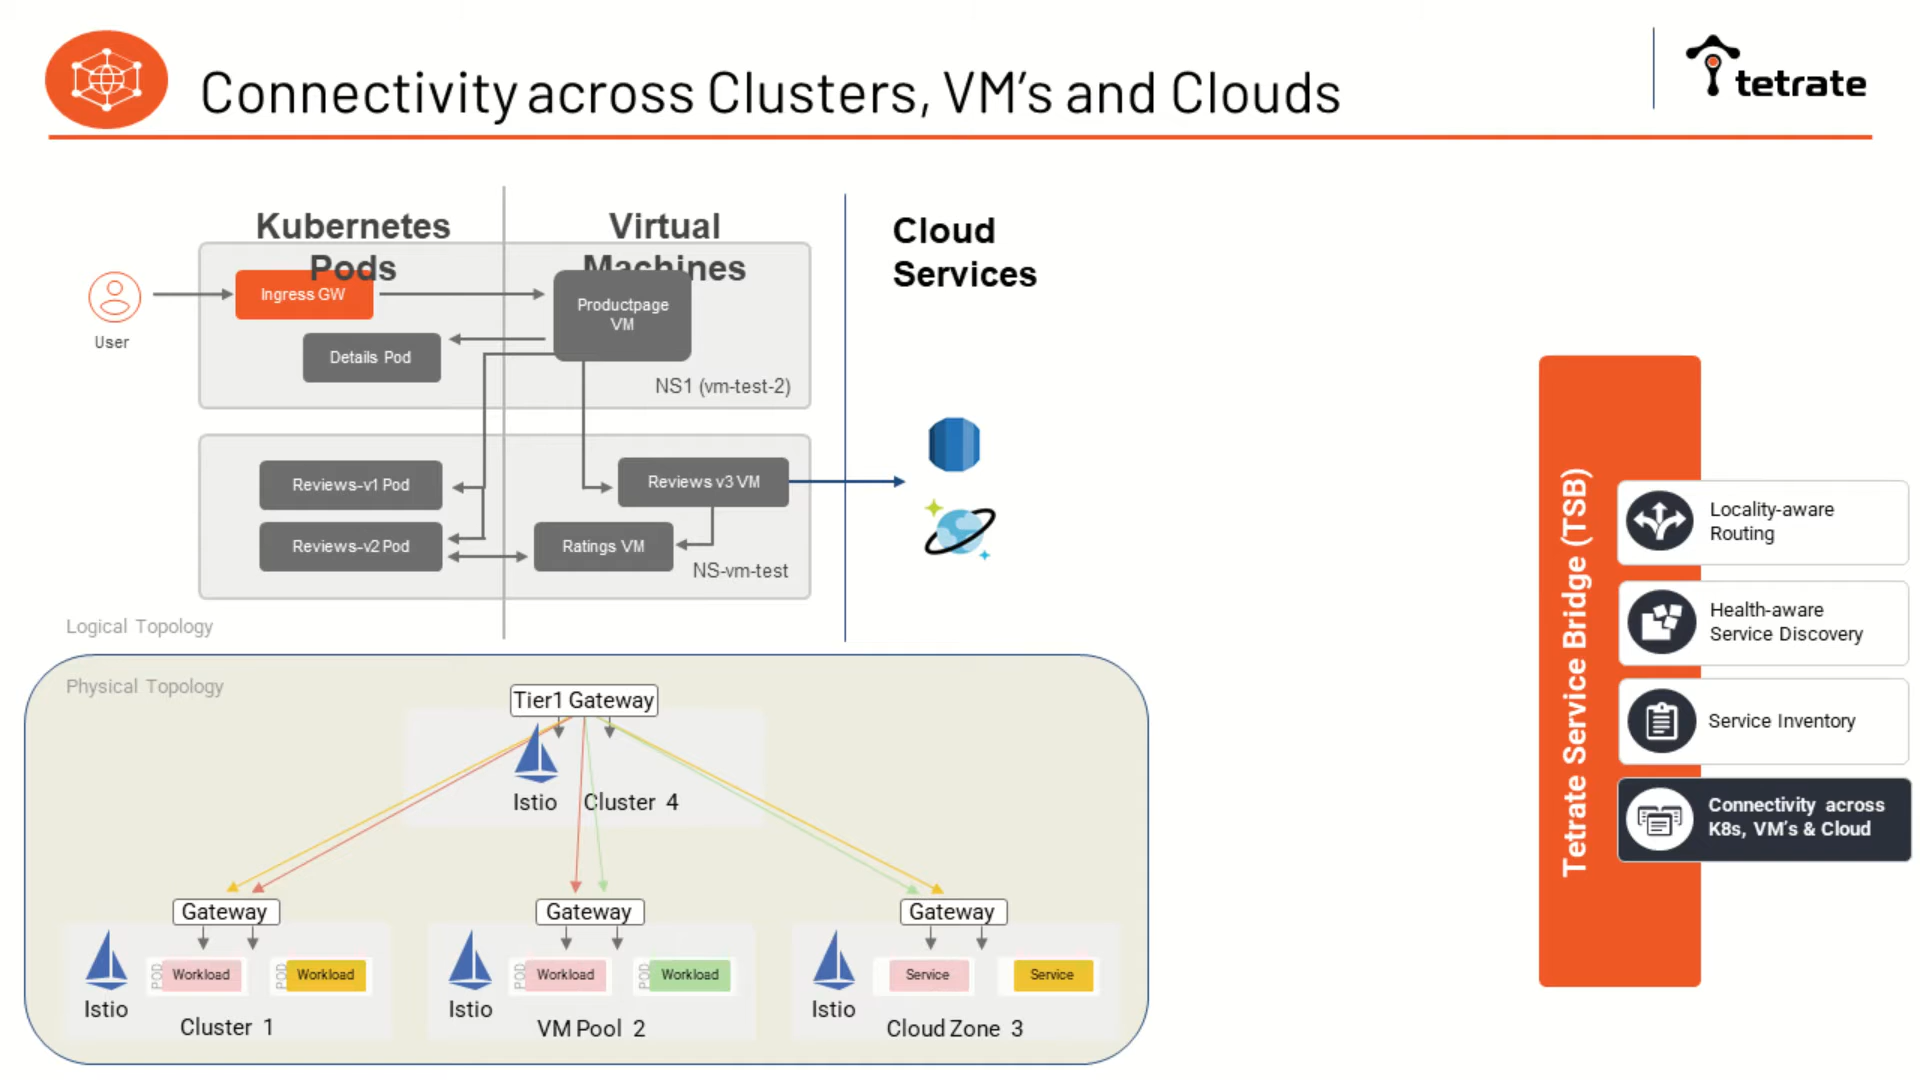 Connectivity across Clusters, VM's and Clouds
tetrate
Kubernetes
Pods
Virtual
Machines
Cloud
Services
User
Ingress GW
Productpage
VM
Details Pod
NS1 (vm-test-2)
Reviews-v1 Pod
Reviews v3 VM
Reviews-v2 Pod
Ratings VM
NS-vm-test
Logical Topology
Physical Topology
Tier1 Gateway
Istio
Cluster 4
Gateway
POD
Workload
POD
Workload
Istio
Cluster 1
Gateway
POD
Workload
POD
Workload
Istio
VM Pool 2
Gateway
Service
Service
Istio
Cloud Zone 3
Tetrate Service Bridge (TSB)
Locality-aware
Routing
Health-aware
Service Discovery
Service Inventory
Connectivity across
K8s, VM's & Cloud